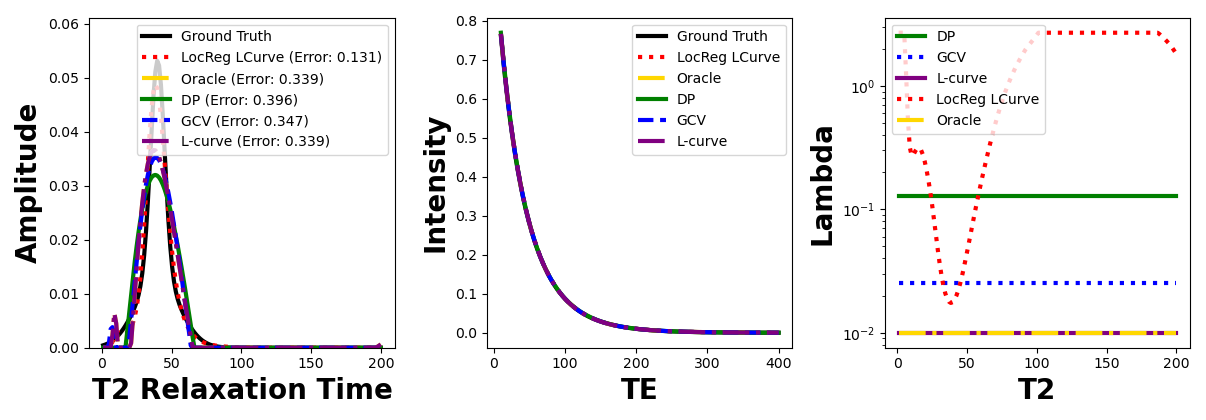 0.06
0.05
0.04
0.03
0.02
0.01
0.00
Amplitude
0
50
100
150
200
T2 Relaxation Time
Ground Truth
LocReg LCurve (Error: 0.131)
Oracle (Error: 0.339)
DP (Error: 0.396)
GCV (Error: 0.347)
L-curve (Error: 0.339)
0.8
0.7
0.6
0.5
0.4
0.3
0.2
0.1
0.0
Intensity
0
100
200
300
400
TE
Ground Truth
LocReg LCurve
Oracle
DP
GCV
L-curve
10⁰
10⁻¹
10⁻²
Lambda
0
50
100
150
200
T2
DP
GCV
L-curve
LocReg LCurve
Oracle